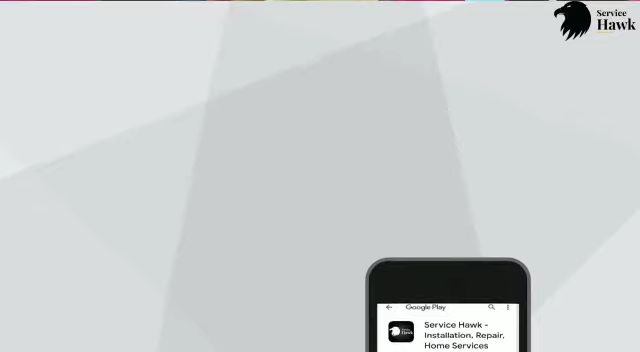 Service
Hawk
Google Play
Service Hawk -
Installation, Repair,
Home Services